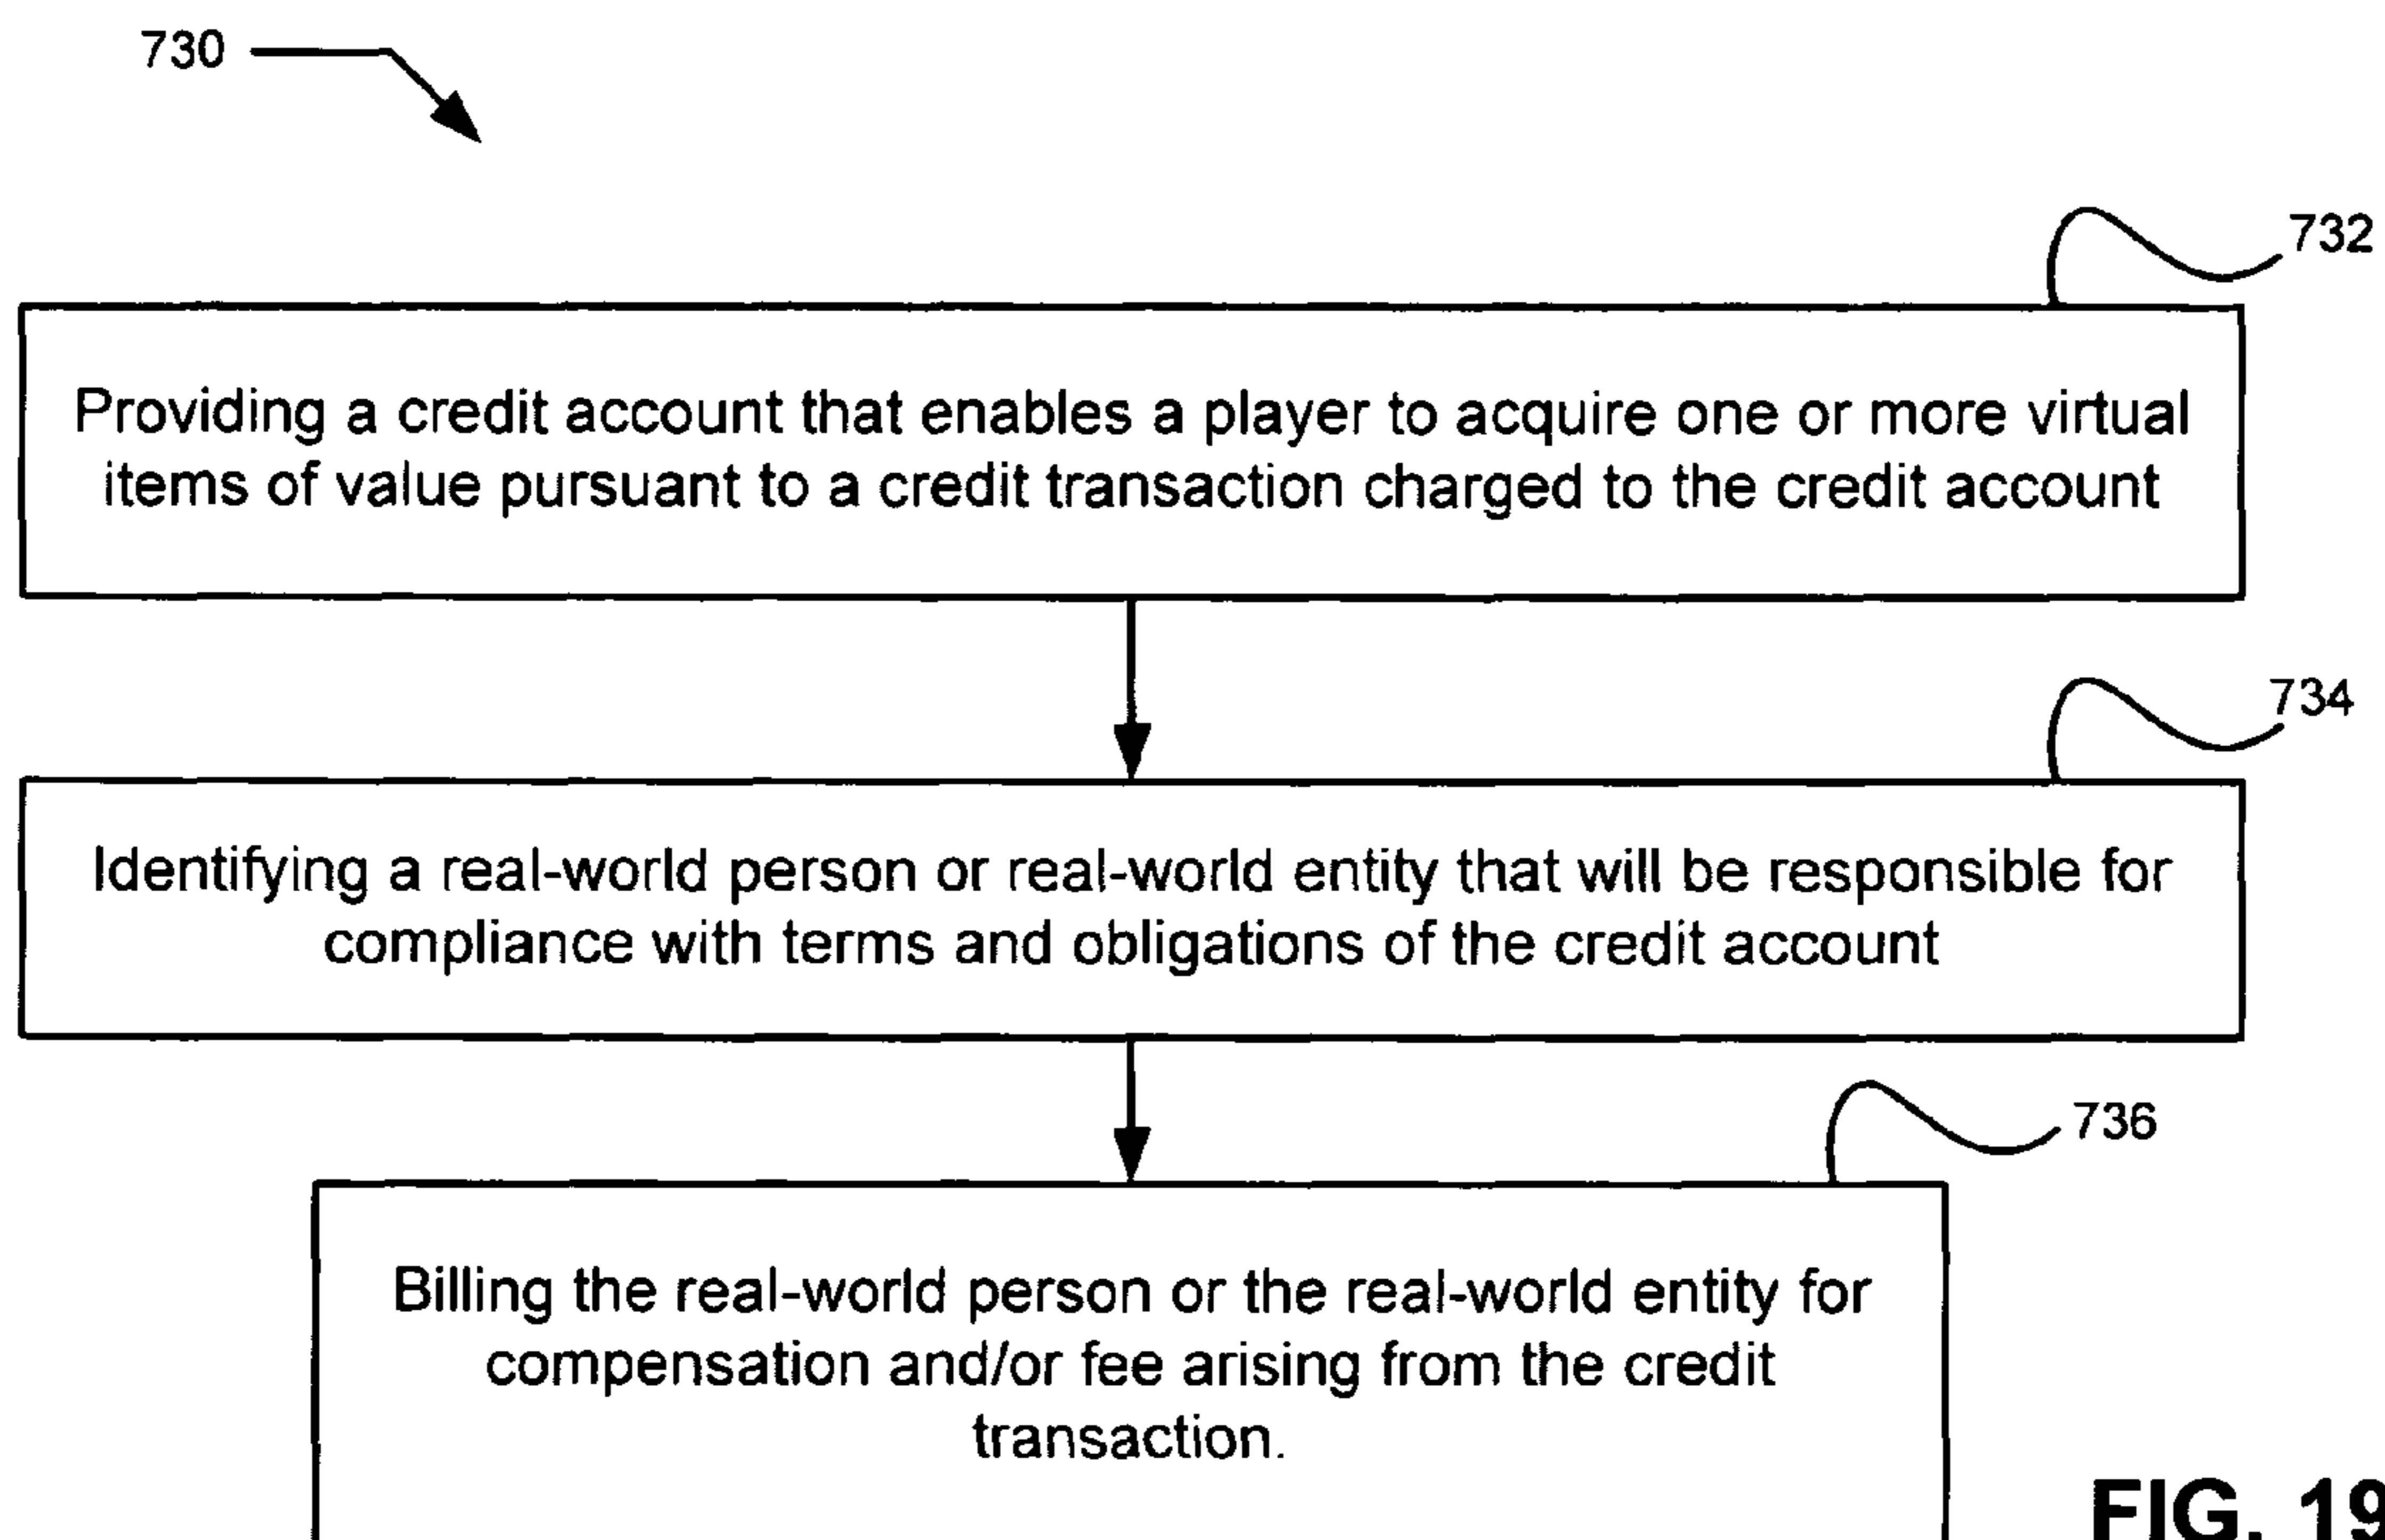 730
732
Providing a credit account that enables a player to acquire one or more virtual
items of value pursuant to a credit transaction charged to the credit account
734
Identifying a real-world person or real-world entity that will be responsible for
compliance with terms and obligations of the credit account
736
Billing the real-world person or the real-world entity for
compensation and/or fee arising from the credit
transaction.
FIG. 19